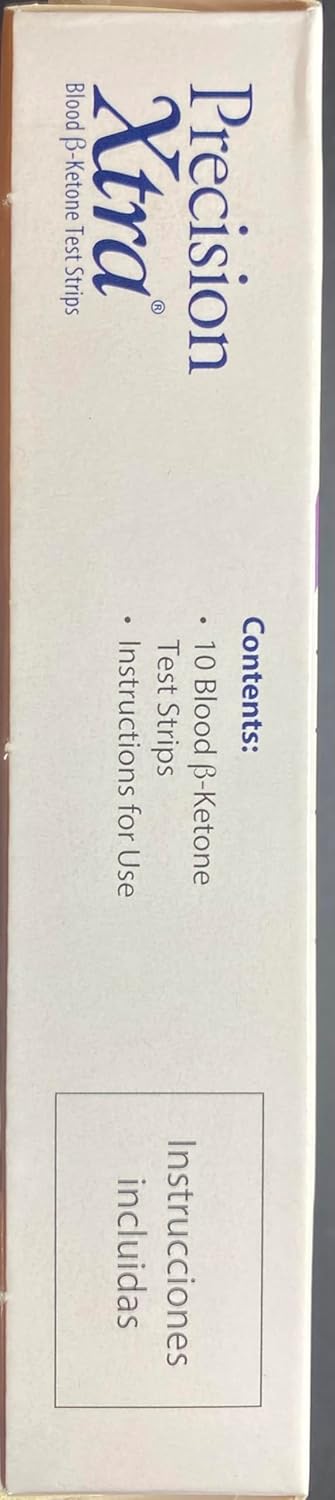 Precision
Xtra®
Blood β-Ketone Test Strips
Contents:
• 10 Blood β-Ketone
Test Strips
• Instructions for Use
Instrucciones
incluidas